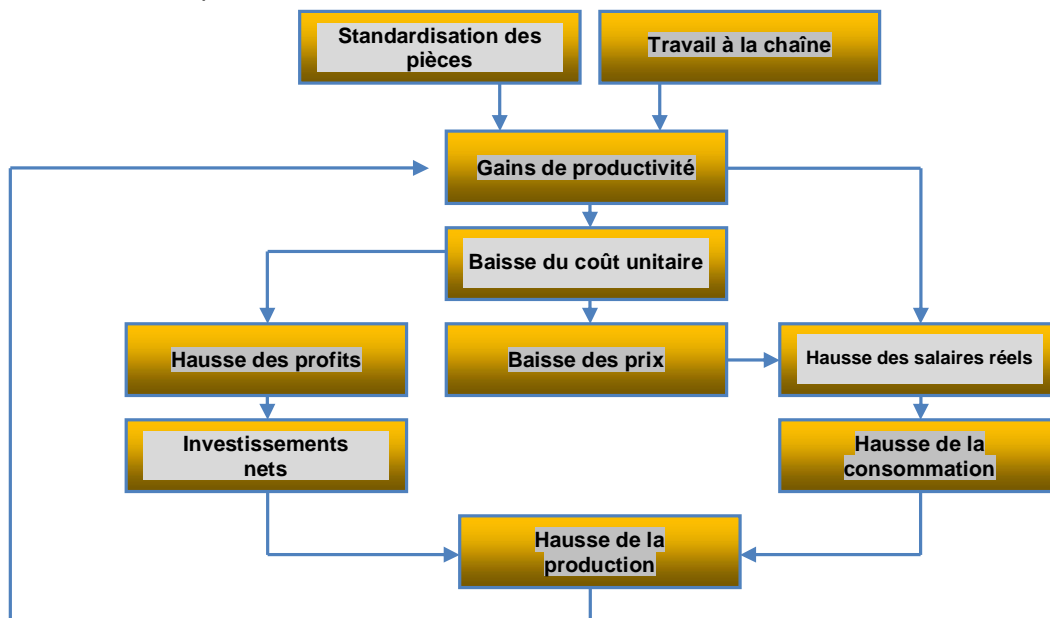 Standardisation des
pièces
Travail à la chaîne
Gains de productivité
Baisse du coût unitaire
Hausse des profits
Baisse des prix
Hausse des salaires réels
Investissements
nets
Hausse de la
consommation
Hausse de la
production